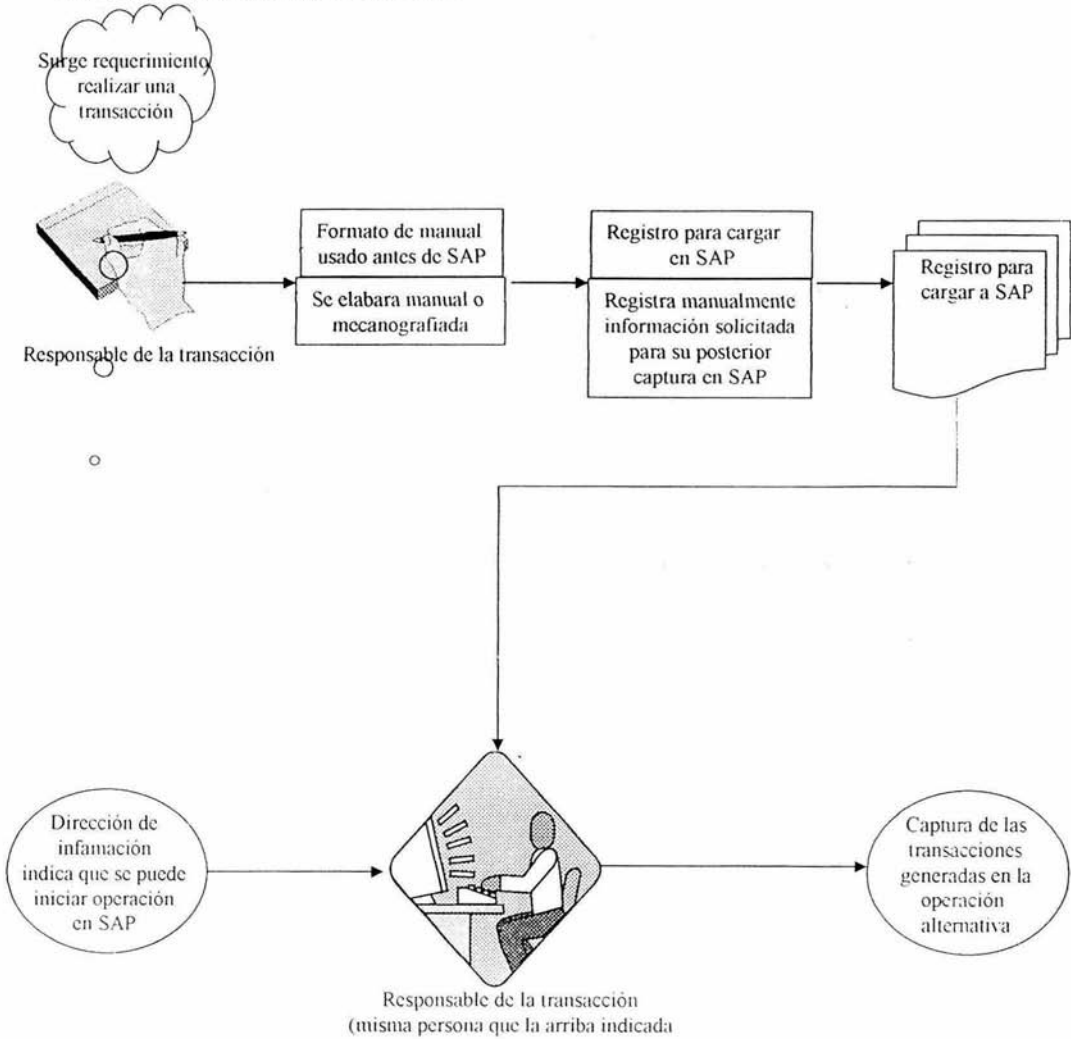 Surge requerimiento
realizar una
transacción
Responsable de la transacción
Formato de manual
usado antes de SAP
Se elabara manual o
mecanografiada
Registro para cargar
en SAP
Registra manualmente
información solicitada
para su posterior
captura en SAP
Registro para
cargar a SAP
Dirección de
infamación
indica que se puede
iniciar operación
en SAP
Responsable de la transacción
(misma persona que la arriba indicada
Captura de las
transacciones
generadas en la
operación
alternativa